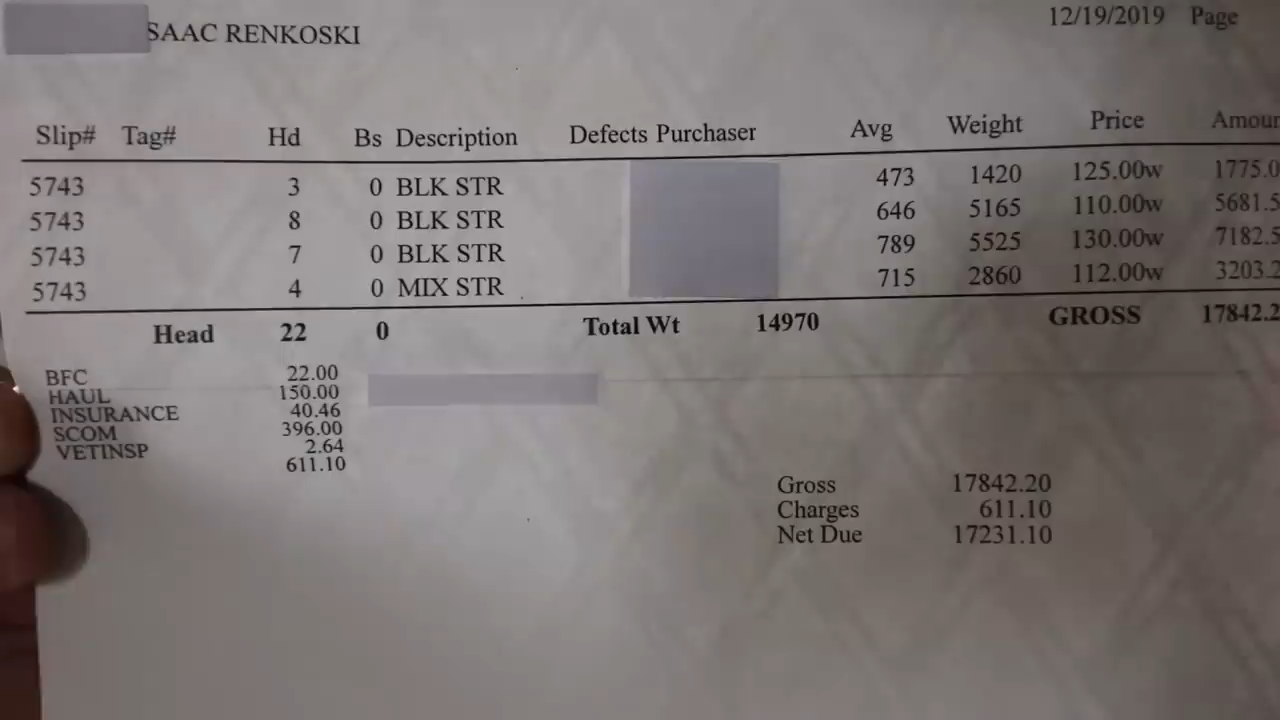 SAAC RENKOSKI 12/19/2019 Page
Slip# Tag# Hd Bs Description Defects Purchaser Avg Weight Price Amour
5743 3 0 BLK STR 473 1420 125.00w 1775.0
5743 8 0 BLK STR 646 5165 110.00w 5681.5
5743 7 0 BLK STR 789 5525 130.00w 7182.5
5743 4 0 MIX STR 715 2860 112.00w 3203.2
Head 22 0 Total Wt 14970 GROSS 17842.2
BFC 22.00
HAUL 150.00
INSURANCE 40.46
SCOM 396.00
VETINSP 2.64
611.10
Gross 17842.20
Charges 611.10
Net Due 17231.10